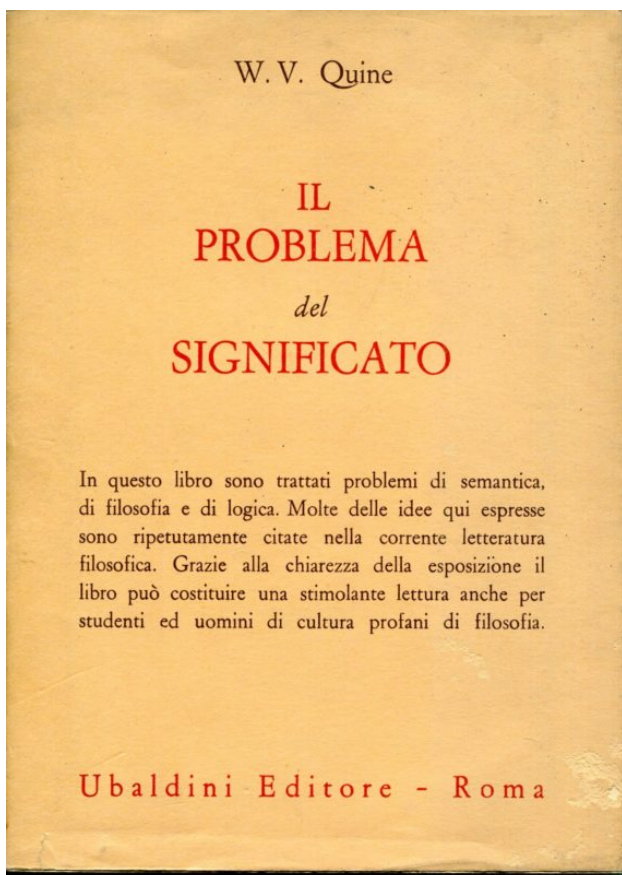 W. V. Quine
IL
PROBLEMA
del
SIGNIFICATO
In questo libro sono trattati problemi di semantica,
di filosofia e di logica. Molte delle idee qui espresse
sono ripetutamente citate nella corrente letteratura
filosofica. Grazie alla chiarezza della esposizione il
libro può costituire una stimolante lettura anche per
studenti ed uomini di cultura profani di filosofia.
Ubaldini Editore - Roma